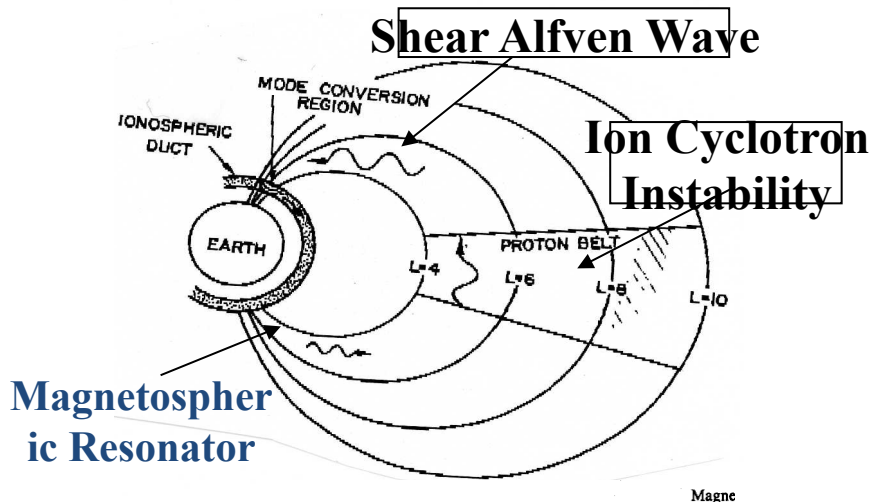 Shear Alfven Wave
MODE CONVERSION
REGION
IONOSPHERIC
DUCT
Ion Cyclotron
Instability
EARTH
PROTON BELT
L=4
L=6
L=8
L=10
Magnetospher
ic Resonator
Magne